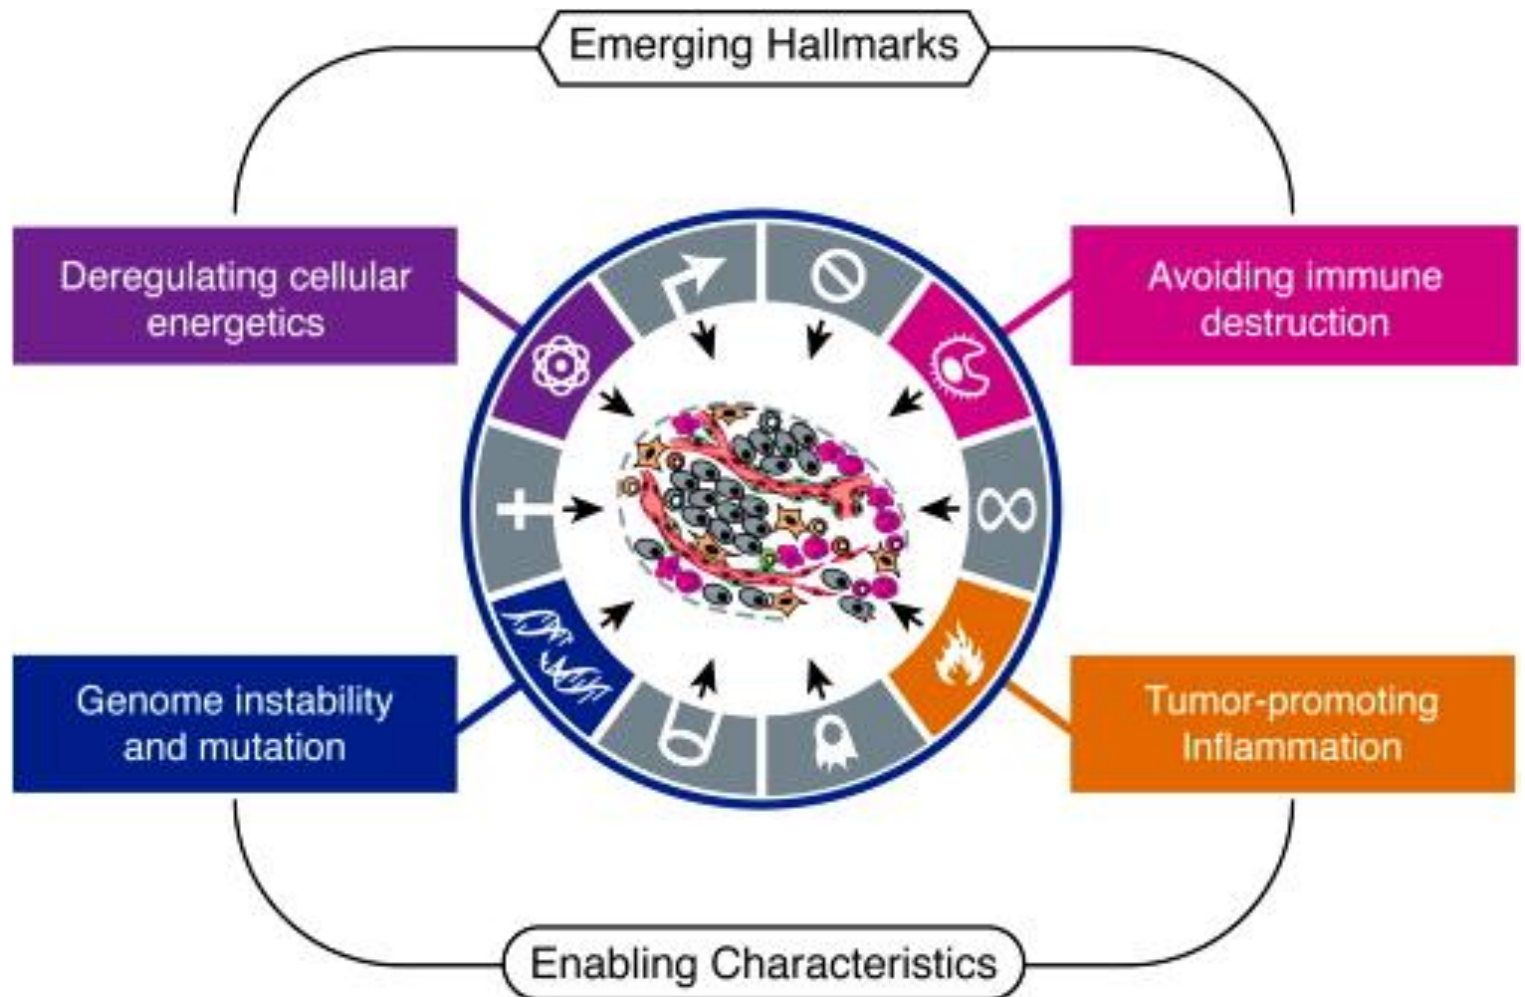 Emerging Hallmarks
Deregulating cellular
energetics
Avoiding immune
destruction
Genome instability
and mutation
Tumor-promoting
Inflammation
Enabling Characteristics